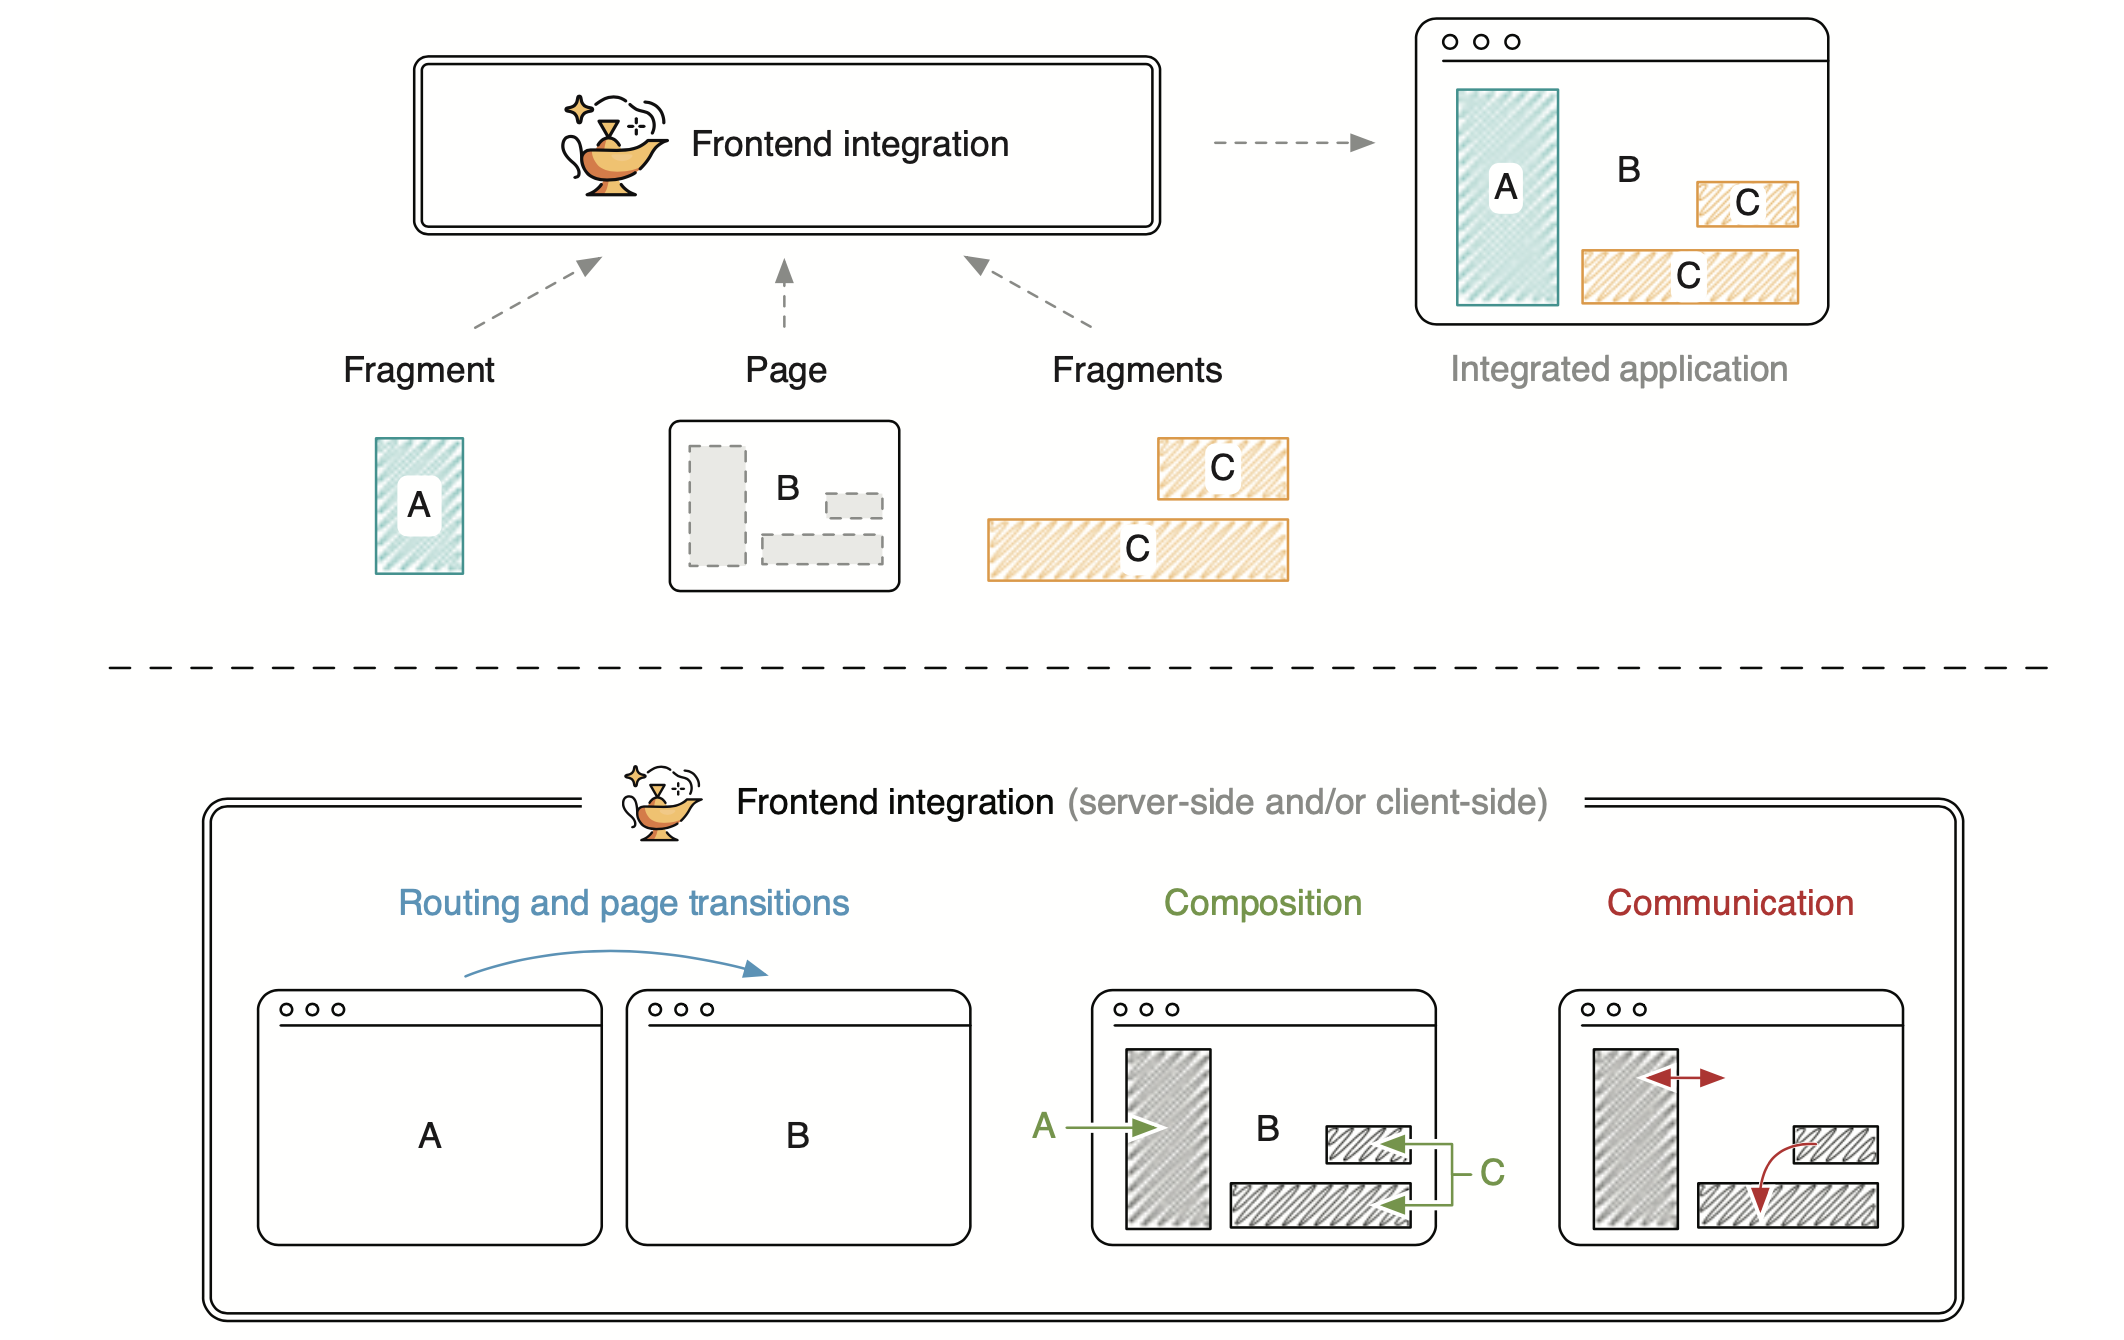 Frontend integration
A
B
C
C
Fragment
Page
Fragments
Integrated application
A
B
C
C
Frontend integration (server-side and/or client-side)
Routing and page transitions
Composition
Communication
A
B
A
B
C